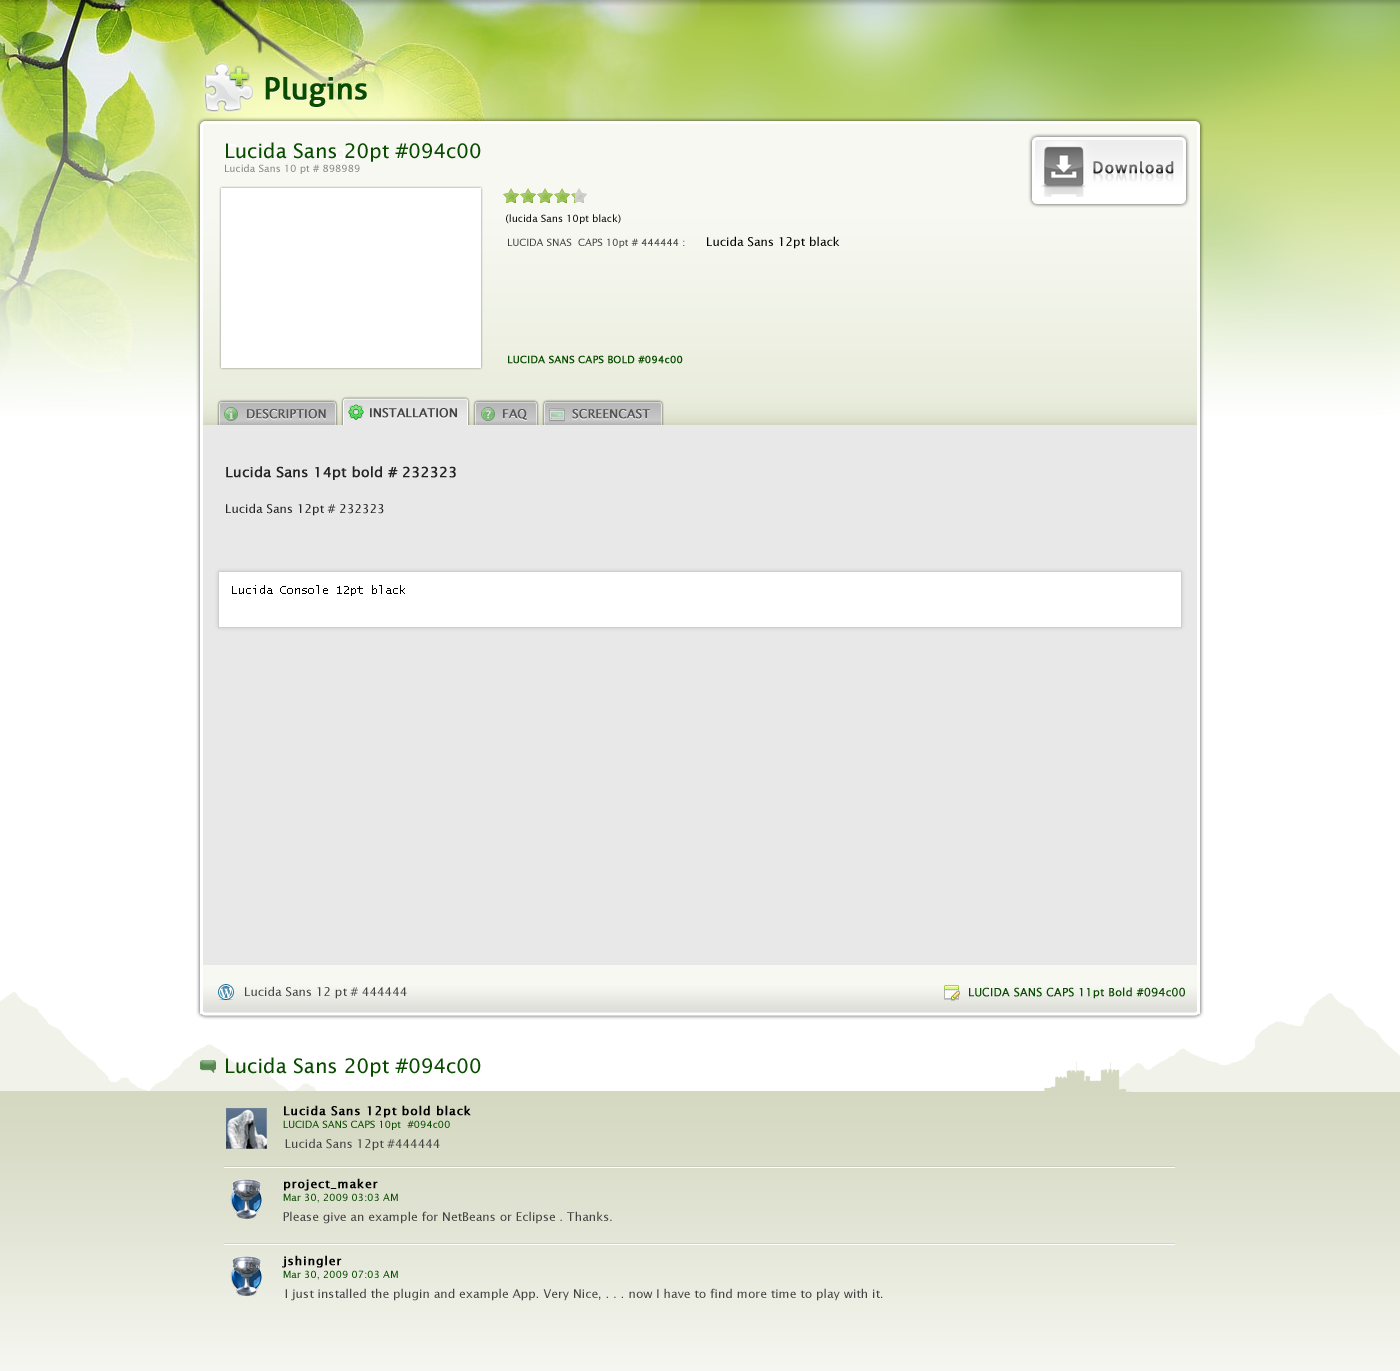 Plugins
Lucida Sans 20pt #094c00
Lucida Sans 10 pt # 898989
Download
(lucida Sans 10pt black)
LUCIDA SNAS  CAPS 10pt # 444444 : Lucida Sans 12pt black
LUCIDA SANS CAPS BOLD #094c00
DESCRIPTION INSTALLATION FAQ SCREENCAST
Lucida Sans 14pt bold # 232323
Lucida Sans 12pt # 232323
Lucida Console 12pt black
Lucida Sans 12 pt # 444444 LUCIDA SANS CAPS 11pt Bold #094c00
Lucida Sans 20pt #094c00
Lucida Sans 12pt bold black
LUCIDA SANS CAPS 10pt  #094c00
Lucida Sans 12pt #444444
project_maker
Mar 30, 2009 03:03 AM
Please give an example for NetBeans or Eclipse . Thanks.
jshingler
Mar 30, 2009 07:03 AM
I just installed the plugin and example App. Very Nice, . . . now I have to find more time to play with it.